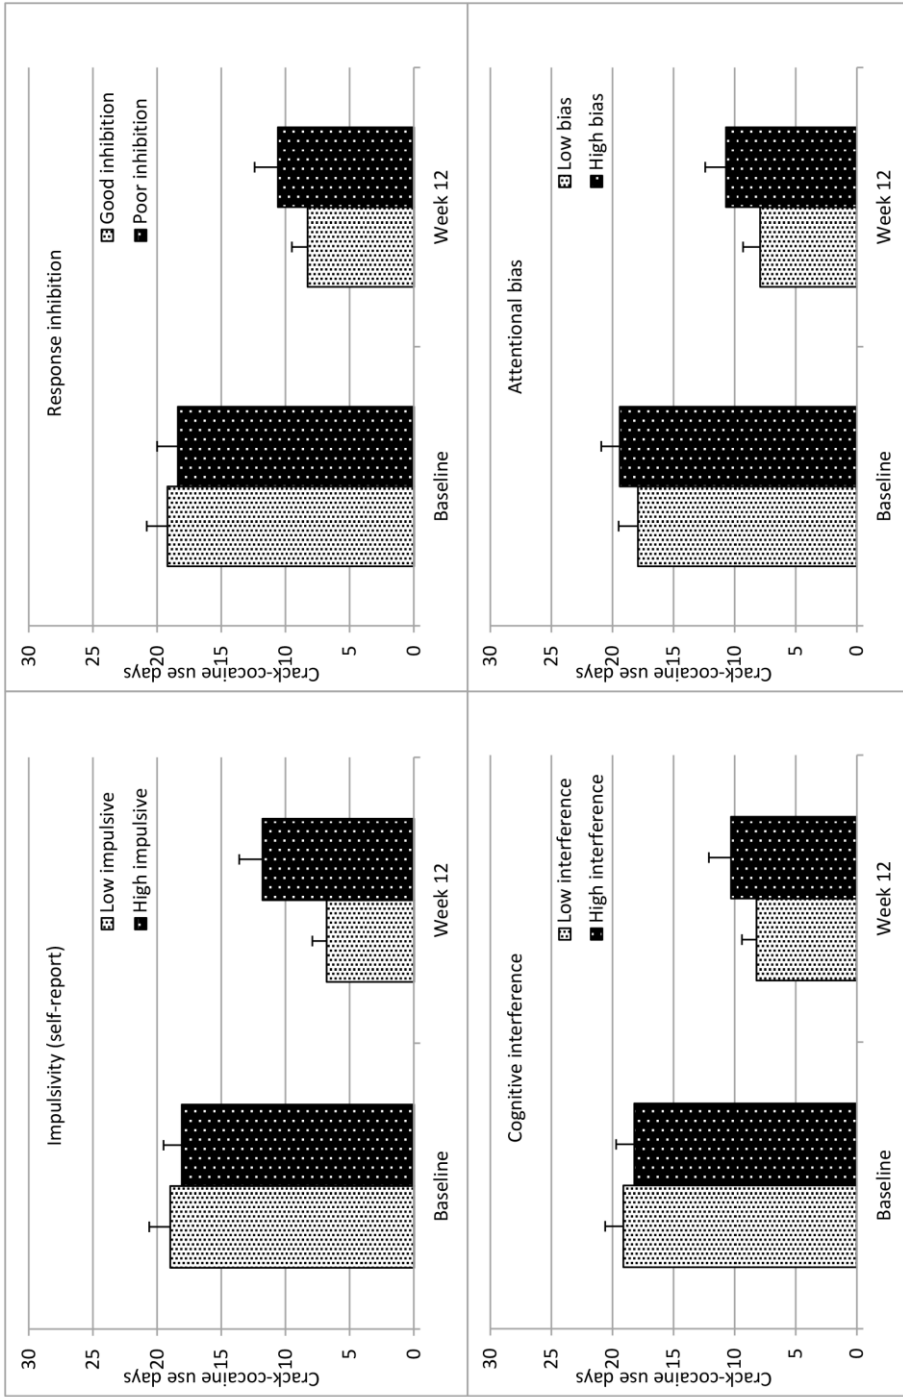 Impulsivity (self-report)
Low impulsive
High impulsive
Crack-cocaine use days
30
25
20
15
10
5
0
Baseline
Week 12
Response inhibition
Good inhibition
Poor inhibition
Crack-cocaine use days
30
25
20
15
10
5
0
Baseline
Week 12
Cognitive interference
Low interference
High interference
Crack-cocaine use days
30
25
20
15
10
5
0
Baseline
Week 12
Attentional bias
Low bias
High bias
Crack-cocaine use days
30
25
20
15
10
5
0
Baseline
Week 12